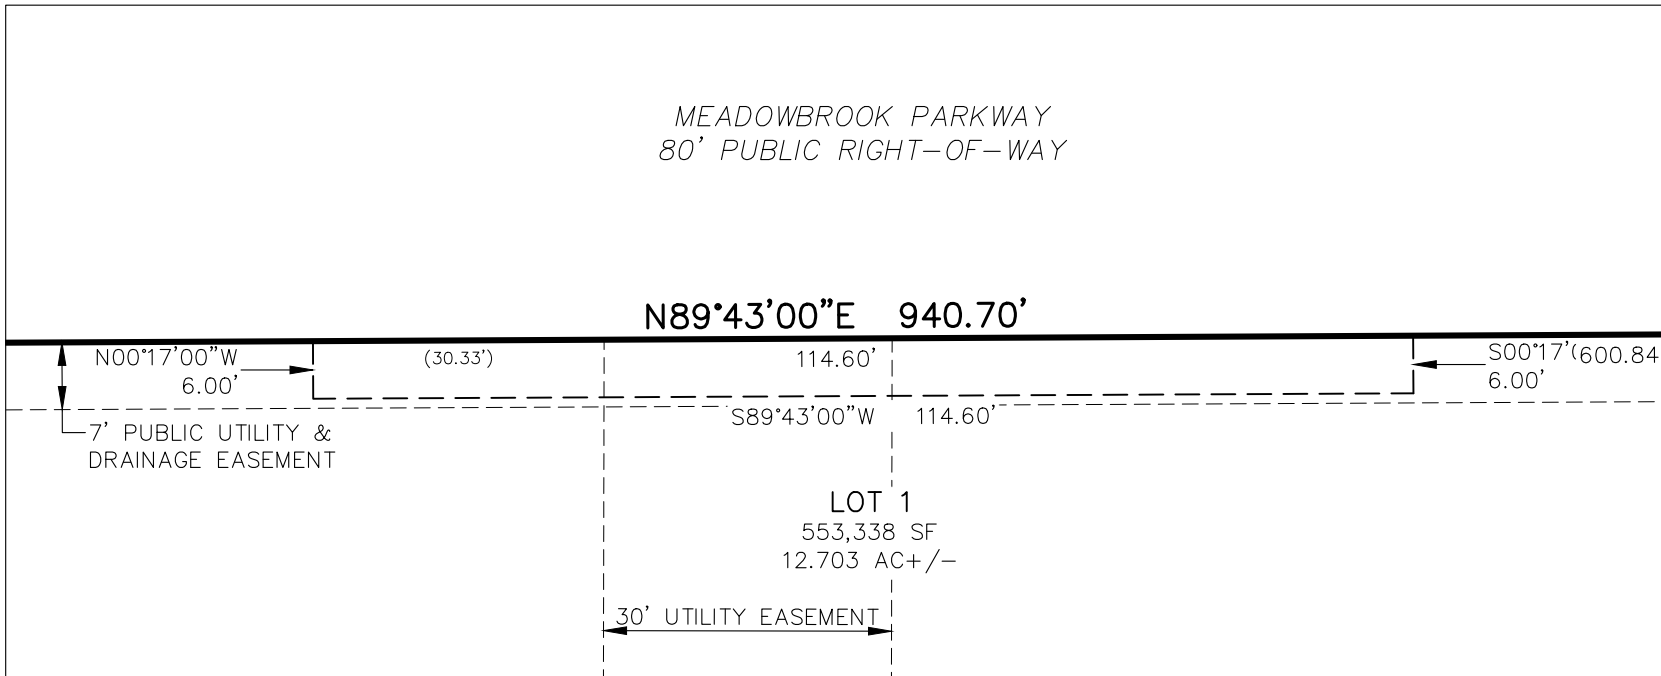 MEADOWBROOK PARKWAY
80' PUBLIC RIGHT-OF-WAY
N89°43'00"E 940.70'
N00°17'00"W
6.00'
(30.33')
114.60'
S00°17'(600.84
6.00'
S89°43'00"W 114.60'
7' PUBLIC UTILITY &
DRAINAGE EASEMENT
LOT 1
553,338 SF
12.703 AC+/-
30' UTILITY EASEMENT